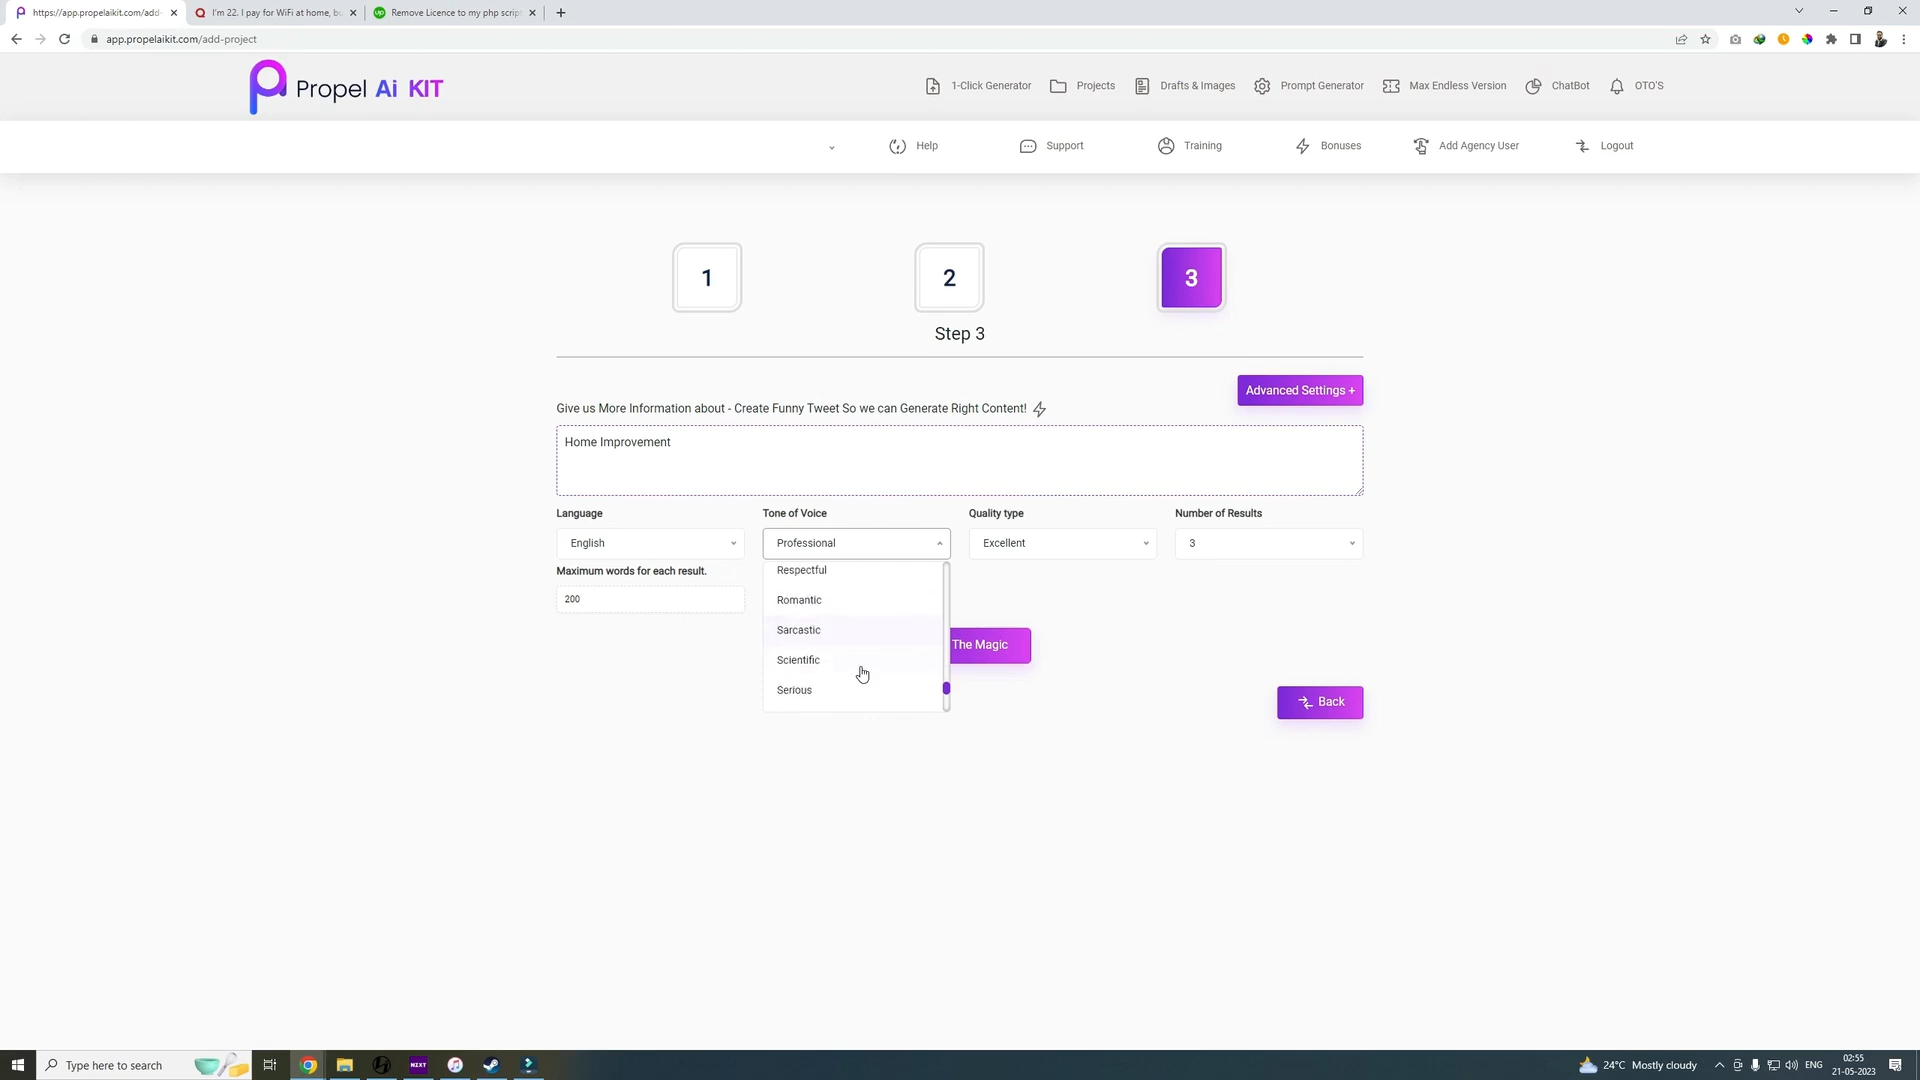 https://app.propelaikit.com/add-
I'm 22. I pay for WiFi at home, bu
Remove Licence to my php scrip
app.propelaikit.com/add-project
Propel Ai KIT
1-Click Generator
Projects
Drafts & Images
Prompt Generator
Max Endless Version
ChatBot
OTO'S
Help
Support
Training
Bonuses
Add Agency User
Logout
1
2
3
Step 3
Advanced Settings +
Give us More Information about - Create Funny Tweet So we can Generate Right Content!
Home Improvement
Language
Tone of Voice
Quality type
Number of Results
English
Professional
Excellent
3
Maximum words for each result.
200
Respectful
Romantic
Sarcastic
Scientific
Serious
The Magic
Back
Type here to search
NEXT
24°C Mostly cloudy
ENG
02:55
21-05-2023